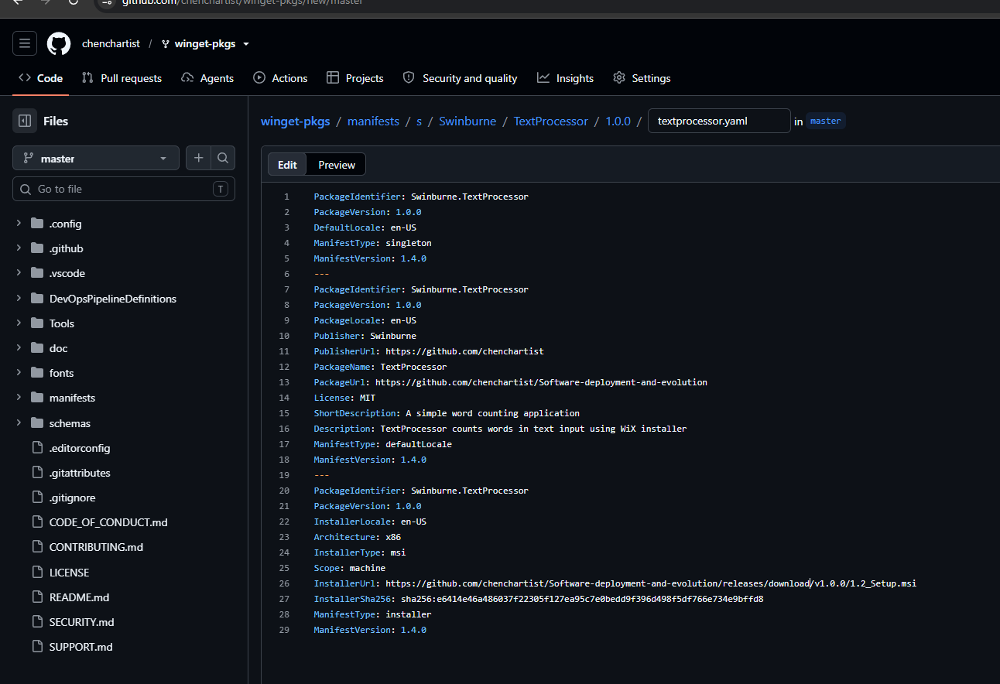 github.com/chenchartist/winget-pkgs/new/master
chenchartist / winget-pkgs
Code Pull requests Agents Actions Projects Security and quality Insights Settings
Files
master
Go to file T
.config
.github
.vscode
DevOpsPipelineDefinitions
Tools
doc
fonts
manifests
schemas
.editorconfig
.gitattributes
.gitignore
CODE_OF_CONDUCT.md
CONTRIBUTING.md
LICENSE
README.md
SECURITY.md
SUPPORT.md
winget-pkgs / manifests / s / Swinburne / TextProcessor / 1.0.0 / textprocessor.yaml in master
Edit Preview
1 PackageIdentifier: Swinburne.TextProcessor
2 PackageVersion: 1.0.0
3 DefaultLocale: en-US
4 ManifestType: singleton
5 ManifestVersion: 1.4.0
6 ---
7 PackageIdentifier: Swinburne.TextProcessor
8 PackageVersion: 1.0.0
9 PackageLocale: en-US
10 Publisher: Swinburne
11 PublisherUrl: https://github.com/chenchartist
12 PackageName: TextProcessor
13 PackageUrl: https://github.com/chenchartist/Software-deployment-and-evolution
14 License: MIT
15 ShortDescription: A simple word counting application
16 Description: TextProcessor counts words in text input using WiX installer
17 ManifestType: defaultLocale
18 ManifestVersion: 1.4.0
19 ---
20 PackageIdentifier: Swinburne.TextProcessor
21 PackageVersion: 1.0.0
22 InstallerLocale: en-US
23 Architecture: x86
24 InstallerType: msi
25 Scope: machine
26 InstallerUrl: https://github.com/chenchartist/Software-deployment-and-evolution/releases/download/v1.0.0/1.2_Setup.msi
27 InstallerSha256: sha256:e6414e46a486037f22305f127ea95c7e0bedd9f396d498f5df766e734e9bffd8
28 ManifestType: installer
29 ManifestVersion: 1.4.0